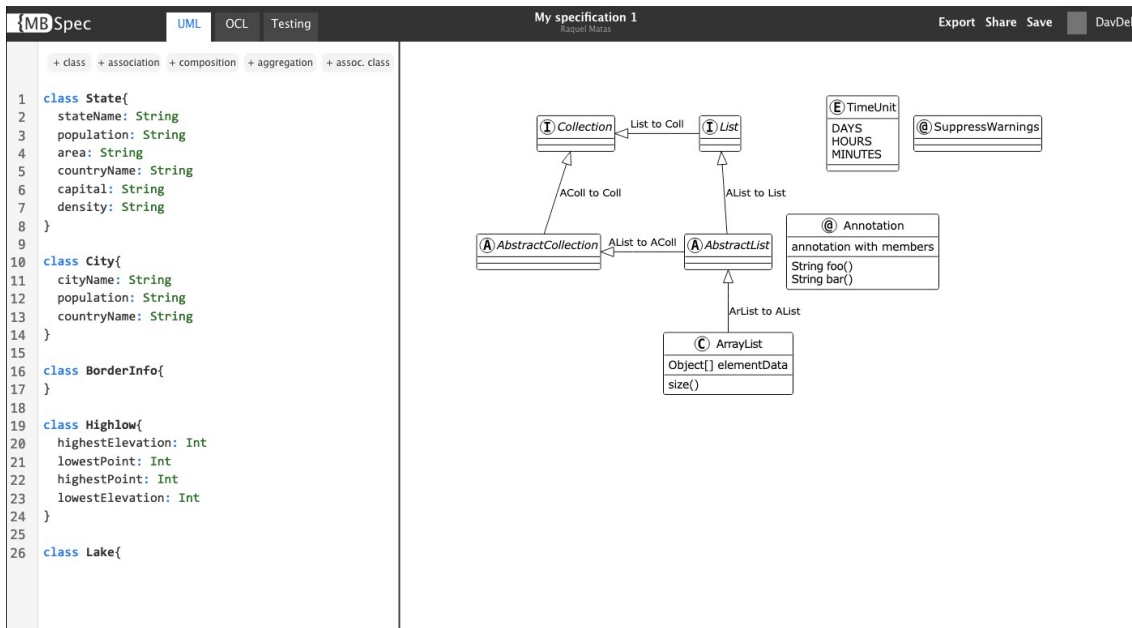 {MB Spec
UML OCL Testing
My specification 1
Raquel Matas
Export Share Save DavDel
+ class + association + composition + aggregation + assoc. class
1 class State{
2 stateName: String
3 population: String
4 area: String
5 countryName: String
6 capital: String
7 density: String
8 }
9
10 class City{
11 cityName: String
12 population: String
13 countryName: String
14 }
15
16 class BorderInfo{
17 }
18
19 class Highlow{
20 highestElevation: Int
21 lowestPoint: Int
22 highestPoint: Int
23 lowestElevation: Int
24 }
25
26 class Lake{
I Collection
List to Coll
I List
E TimeUnit
DAYS
HOURS
MINUTES
@ SuppressWarnings
AColl to Coll
AList to List
A AbstractCollection
AList to AColl
A AbstractList
@ Annotation
annotation with members
String foo()
String bar()
ArList to AList
C ArrayList
Object[] elementData
size()